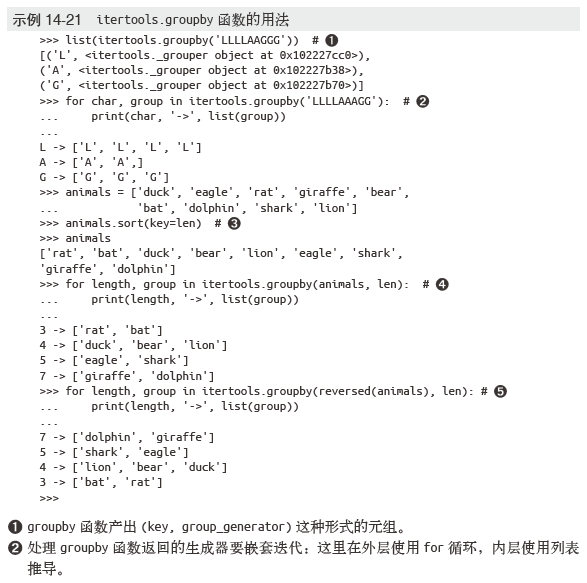 示例 14-21 itertools.groupby 函数的用法
>>> list(itertools.groupby('LLLLAAGGG')) # ❶
[('L', <itertools._grouper object at 0x102227cc0>),
('A', <itertools._grouper object at 0x102227b38>),
('G', <itertools._grouper object at 0x102227b70>)]
>>> for char, group in itertools.groupby('LLLLAAAGG'): # ❷
... print(char, '->', list(group))
...
L -> ['L', 'L', 'L', 'L']
A -> ['A', 'A',]
G -> ['G', 'G', 'G']
>>> animals = ['duck', 'eagle', 'rat', 'giraffe', 'bear',
... 'bat', 'dolphin', 'shark', 'lion']
>>> animals.sort(key=len) # ❸
>>> animals
['rat', 'bat', 'duck', 'bear', 'lion', 'eagle', 'shark',
'giraffe', 'dolphin']
>>> for length, group in itertools.groupby(animals, len): # ❹
... print(length, '->', list(group))
...
3 -> ['rat', 'bat']
4 -> ['duck', 'bear', 'lion']
5 -> ['eagle', 'shark']
7 -> ['giraffe', 'dolphin']
>>> for length, group in itertools.groupby(reversed(animals), len): # ❺
... print(length, '->', list(group))
...
7 -> ['dolphin', 'giraffe']
5 -> ['shark', 'eagle']
4 -> ['lion', 'bear', 'duck']
3 -> ['bat', 'rat']
>>>
❶ groupby 函数产出 (key, group_generator) 这种形式的元组。
❷ 处理 groupby 函数返回的生成器要嵌套迭代：这里在外层使用 for 循环，内层使用列表
推导。